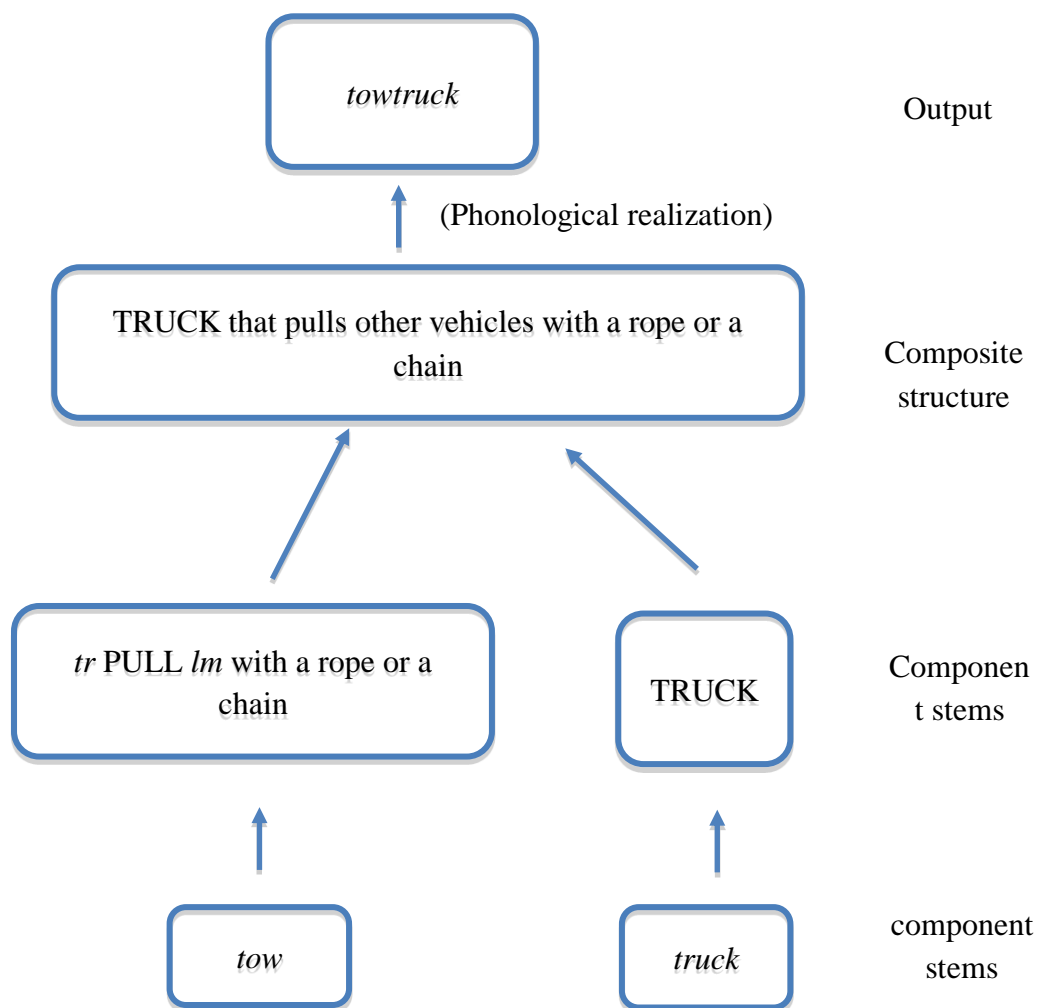 towtruck
Output
(Phonological realization)
TRUCK that pulls other vehicles with a rope or a
chain
Composite
structure
tr PULL lm with a rope or a
chain
TRUCK
Componen
t stems
tow
truck
component
stems